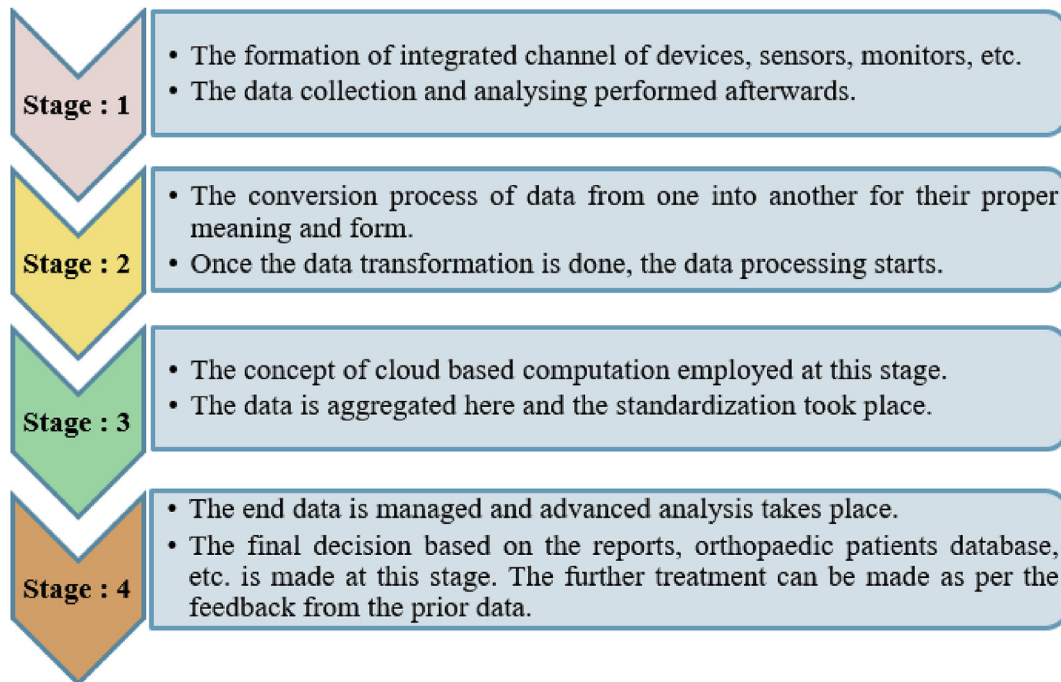 Stage : 1
• The formation of integrated channel of devices, sensors, monitors, etc.
• The data collection and analysing performed afterwards.
Stage : 2
• The conversion process of data from one into another for their proper
meaning and form.
• Once the data transformation is done, the data processing starts.
Stage : 3
• The concept of cloud based computation employed at this stage.
• The data is aggregated here and the standardization took place.
Stage : 4
• The end data is managed and advanced analysis takes place.
• The final decision based on the reports, orthopaedic patients database,
etc. is made at this stage. The further treatment can be made as per the
feedback from the prior data.